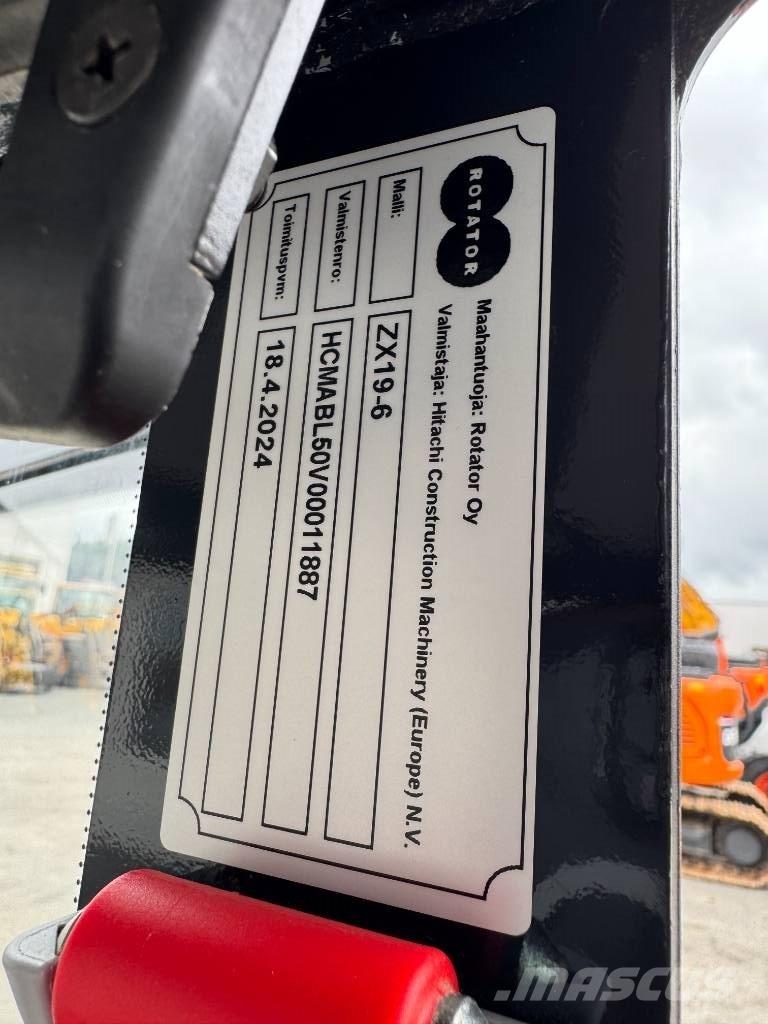 ROTATOR
Maahantuoja: Rotator Oy
Valmistaja: Hitachi Construction Machinery (Europe) N.V.
Malli: ZX19-6
Valmistenro: HCMABL50V00011887
Toimituspvm: 18.4.2024
MASCUS